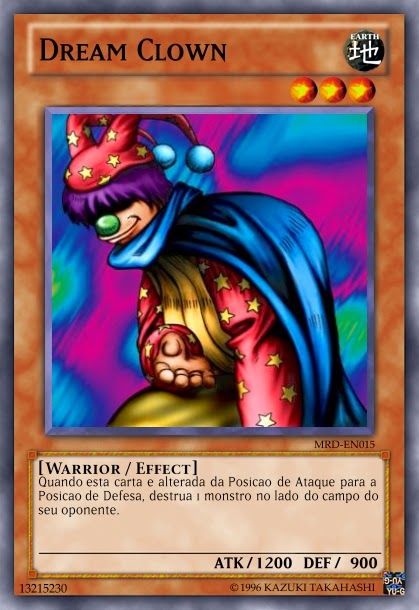 DREAM CLOWN
EARTH
地
MRD-EN015
[WARRIOR / EFFECT]
Quando esta carta e alterada da Posicao de Ataque para a
Posicao de Defesa, destrua 1 monstro no lado do campo do
seu oponente.
ATK / 1200 DEF / 900
13215230
©1996 KAZUKI TAKAHASHI
YU-G